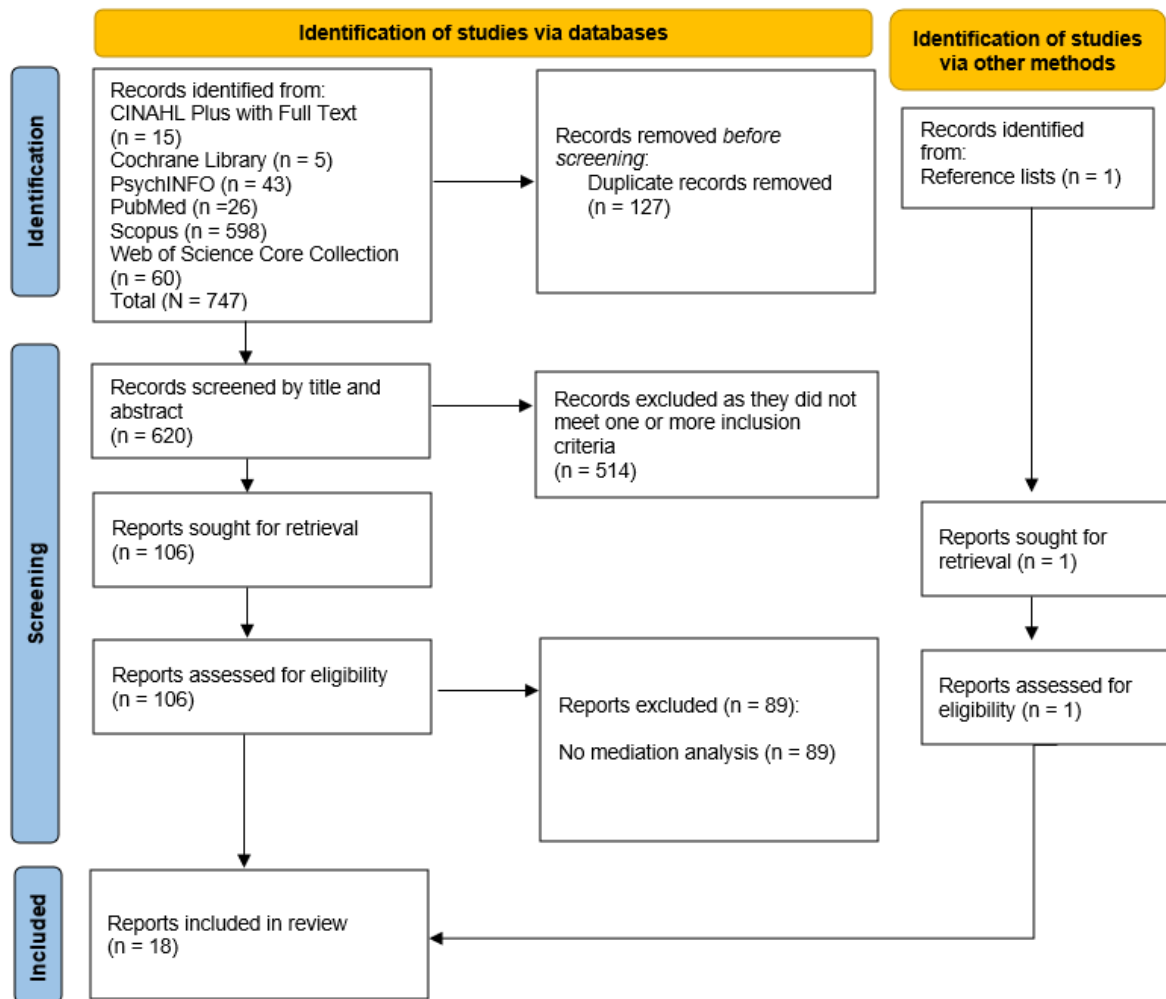 Identification of studies via databases
Identification of studies
via other methods
Identification
Records identified from:
CINAHL Plus with Full Text
(n = 15)
Cochrane Library (n = 5)
PsychINFO (n = 43)
PubMed (n =26)
Scopus (n = 598)
Web of Science Core Collection
(n = 60)
Total (N = 747)
Records removed before
screening:
Duplicate records removed
(n = 127)
Records identified
from:
Reference lists (n = 1)
Screening
Records screened by title and
abstract
(n = 620)
Records excluded as they did not
meet one or more inclusion
criteria
(n = 514)
Reports sought for retrieval
(n = 106)
Reports sought for
retrieval (n = 1)
Reports assessed for eligibility
(n = 106)
Reports excluded (n = 89):
No mediation analysis (n = 89)
Reports assessed for
eligibility (n = 1)
Included
Reports included in review
(n = 18)